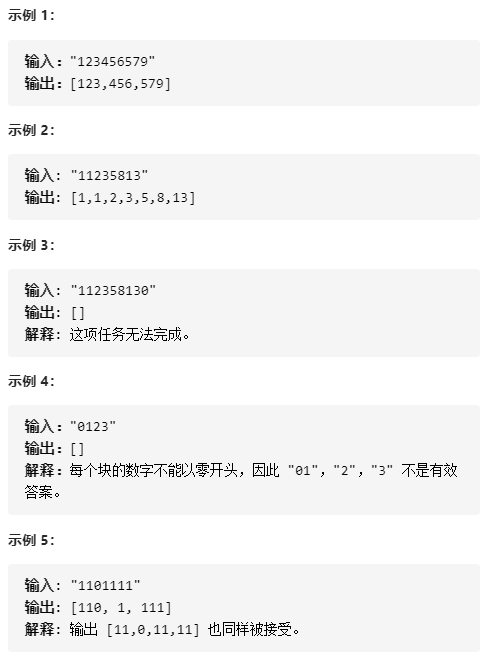 示例 1：
输入："123456579"
输出：[123,456,579]
示例 2：
输入: "11235813"
输出: [1,1,2,3,5,8,13]
示例 3：
输入: "112358130"
输出: []
解释: 这项任务无法完成。
示例 4：
输入："0123"
输出：[]
解释：每个块的数字不能以零开头，因此 "01"，"2"，"3" 不是有效
答案。
示例 5：
输入: "1101111"
输出: [110, 1, 111]
解释: 输出 [11,0,11,11] 也同样被接受。